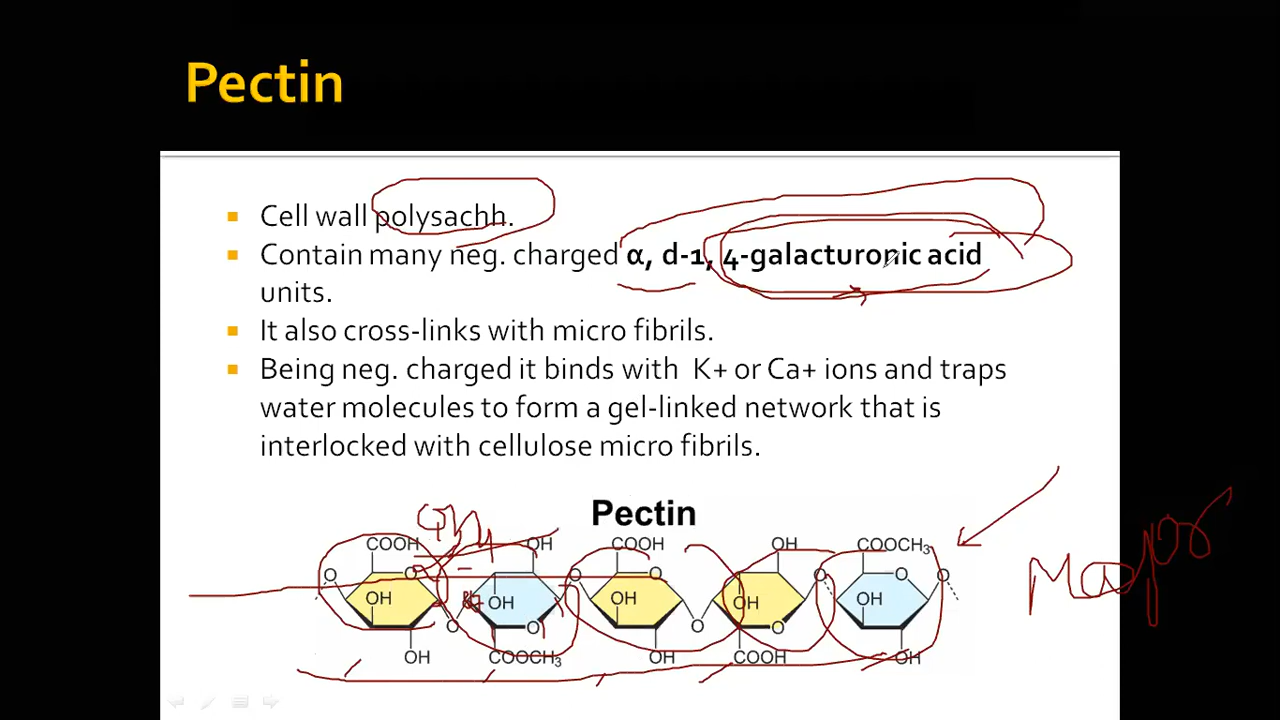 Pectin
Cell wall polysachh.
Contain many neg. charged α, d-1, 4-galacturonic acid
units.
It also cross-links with micro fibrils.
Being neg. charged it binds with K+ or Ca+ ions and traps
water molecules to form a gel-linked network that is
interlocked with cellulose micro fibrils.
Pectin
COOH OH COOH OH COOCH₃
O O O O O O O
OH OH OH OH OH
O O O O
OH COOCH₃ OH COOH OH
Major